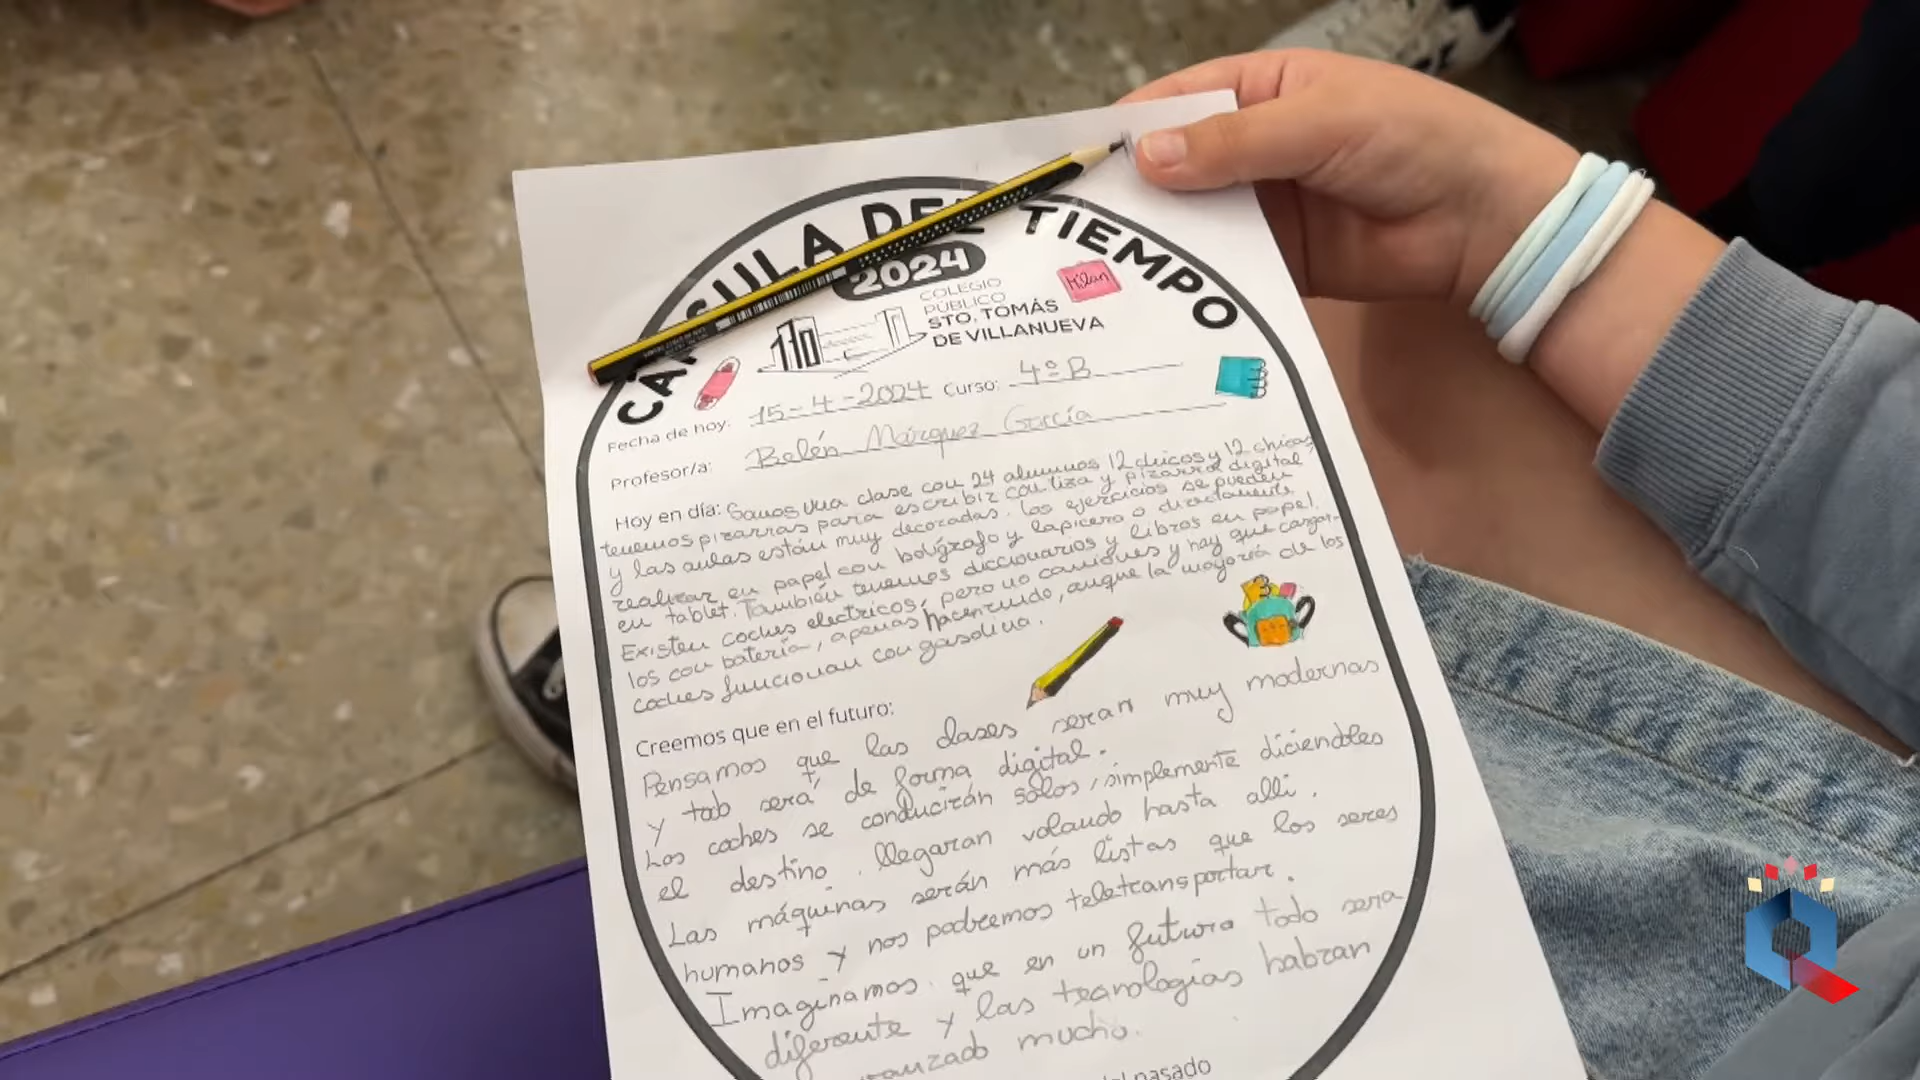 DEL TIEMPO
2024
COLEGIO
PÚBLICO
STO. TOMÁS
DE VILLANUEVA
Milan
110
Fecha de hoy: 15-4-2024 Curso: 4º B
Profesor/a: Belén Márquez García
Hoy en día: Somos una clase con 24 alumnos 12 chicos y 12 chicas
tenemos pizarras para escribir con tiza y pizarra digital,
y las aulas están muy decoradas. Los ejercicios se pueden
realizar en papel con bolígrafo y lapicero o directamente
en tablet. También tenemos diccionarios y libros en papel.
Existen coches electricos, pero no camiones y hay que cargar-
los con batería, apenas hacen ruido, auque la mayoría de los
coches funcionan con gasolina.
Creemos que en el futuro:
Pensamos que las clases seran muy modernas
y todo será de forma digital.
Los coches se conducirán solos, simplemente diciendoles
el destino llegaran volando hasta alli.
Las máquinas serán más listas que los seres
humanos y nos podremos teletransportar.
Imaginamos que en un futuro todo sera
diferente y las tecnologias habran
avanzado mucho.
pasado